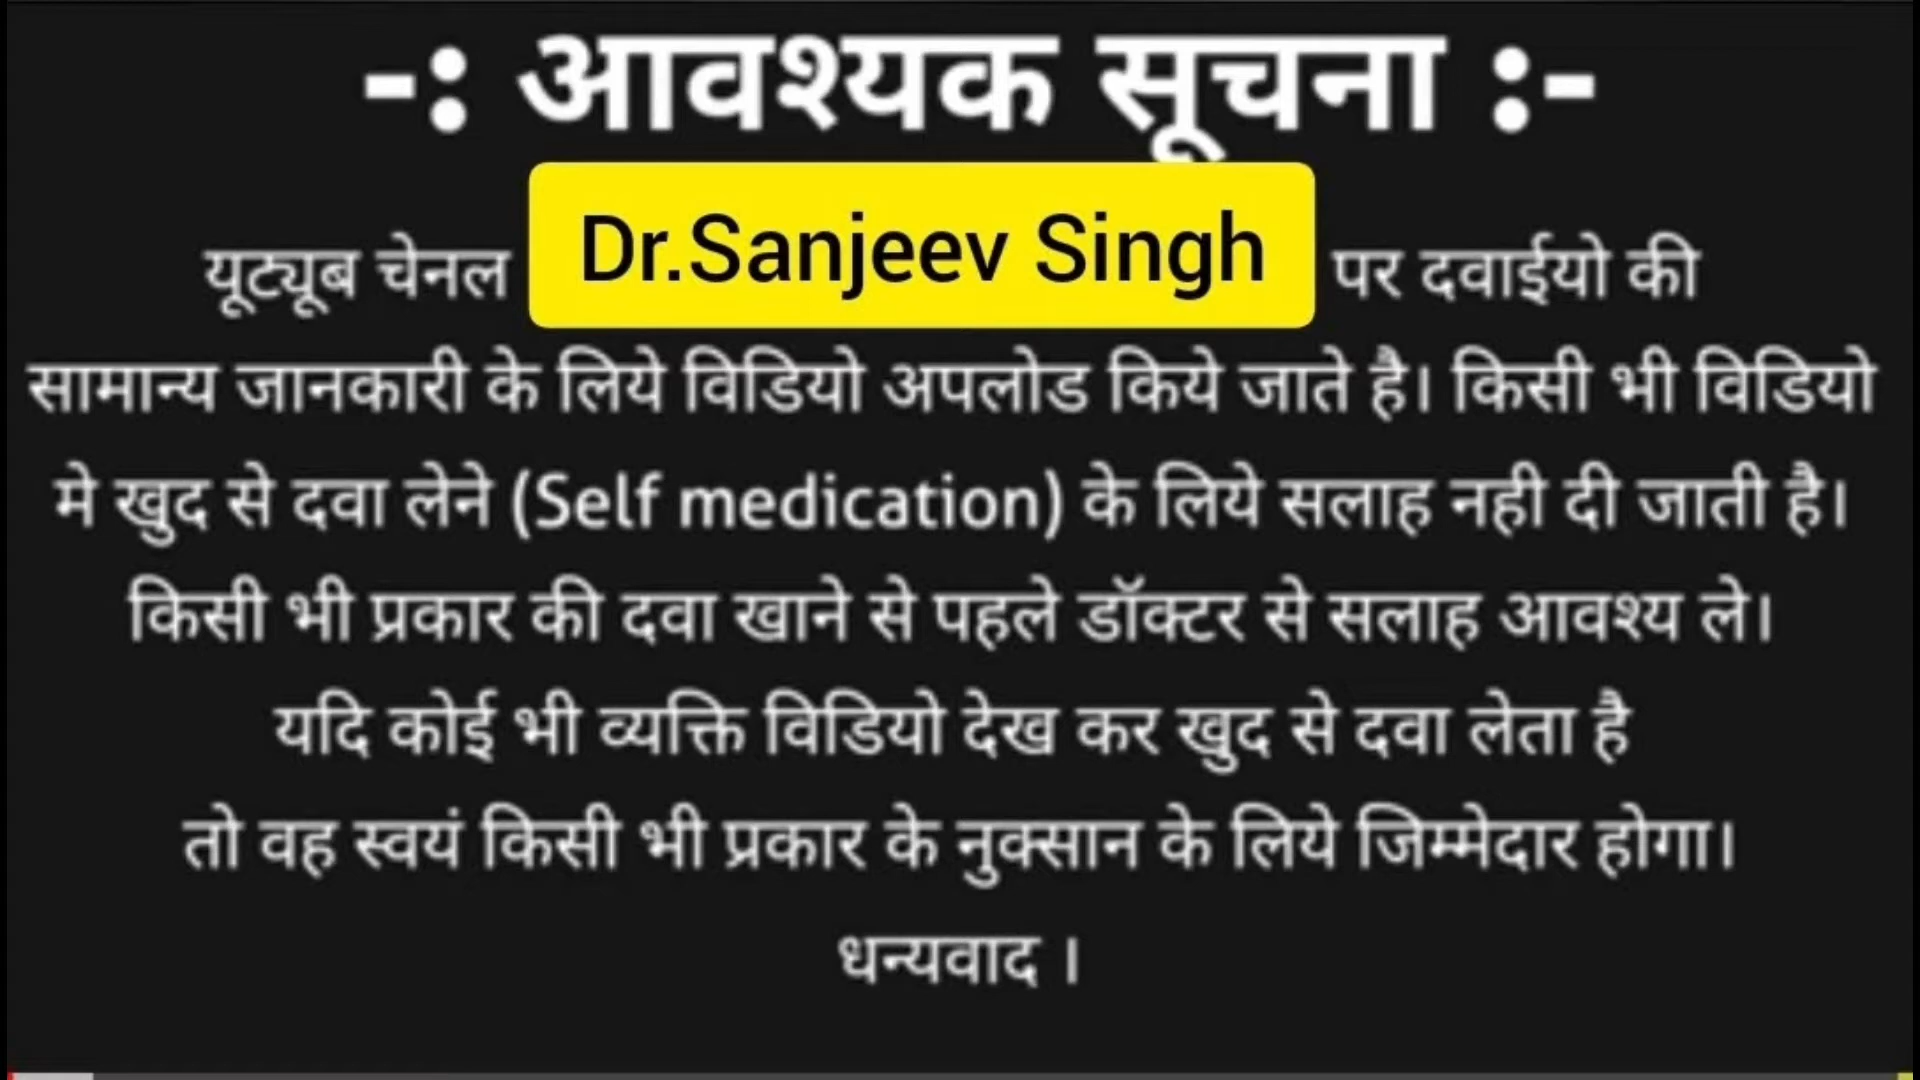 -: आवश्यक सूचना :-
यूट्यूब चेनल Dr.Sanjeev Singh पर दवाईयो की
सामान्य जानकारी के लिये विडियो अपलोड किये जाते है। किसी भी विडियो
मे खुद से दवा लेने (Self medication) के लिये सलाह नही दी जाती है।
किसी भी प्रकार की दवा खाने से पहले डॉक्टर से सलाह आवश्य ले।
यदि कोई भी व्यक्ति विडियो देख कर खुद से दवा लेता है
तो वह स्वयं किसी भी प्रकार के नुक्सान के लिये जिम्मेदार होगा।
धन्यवाद ।